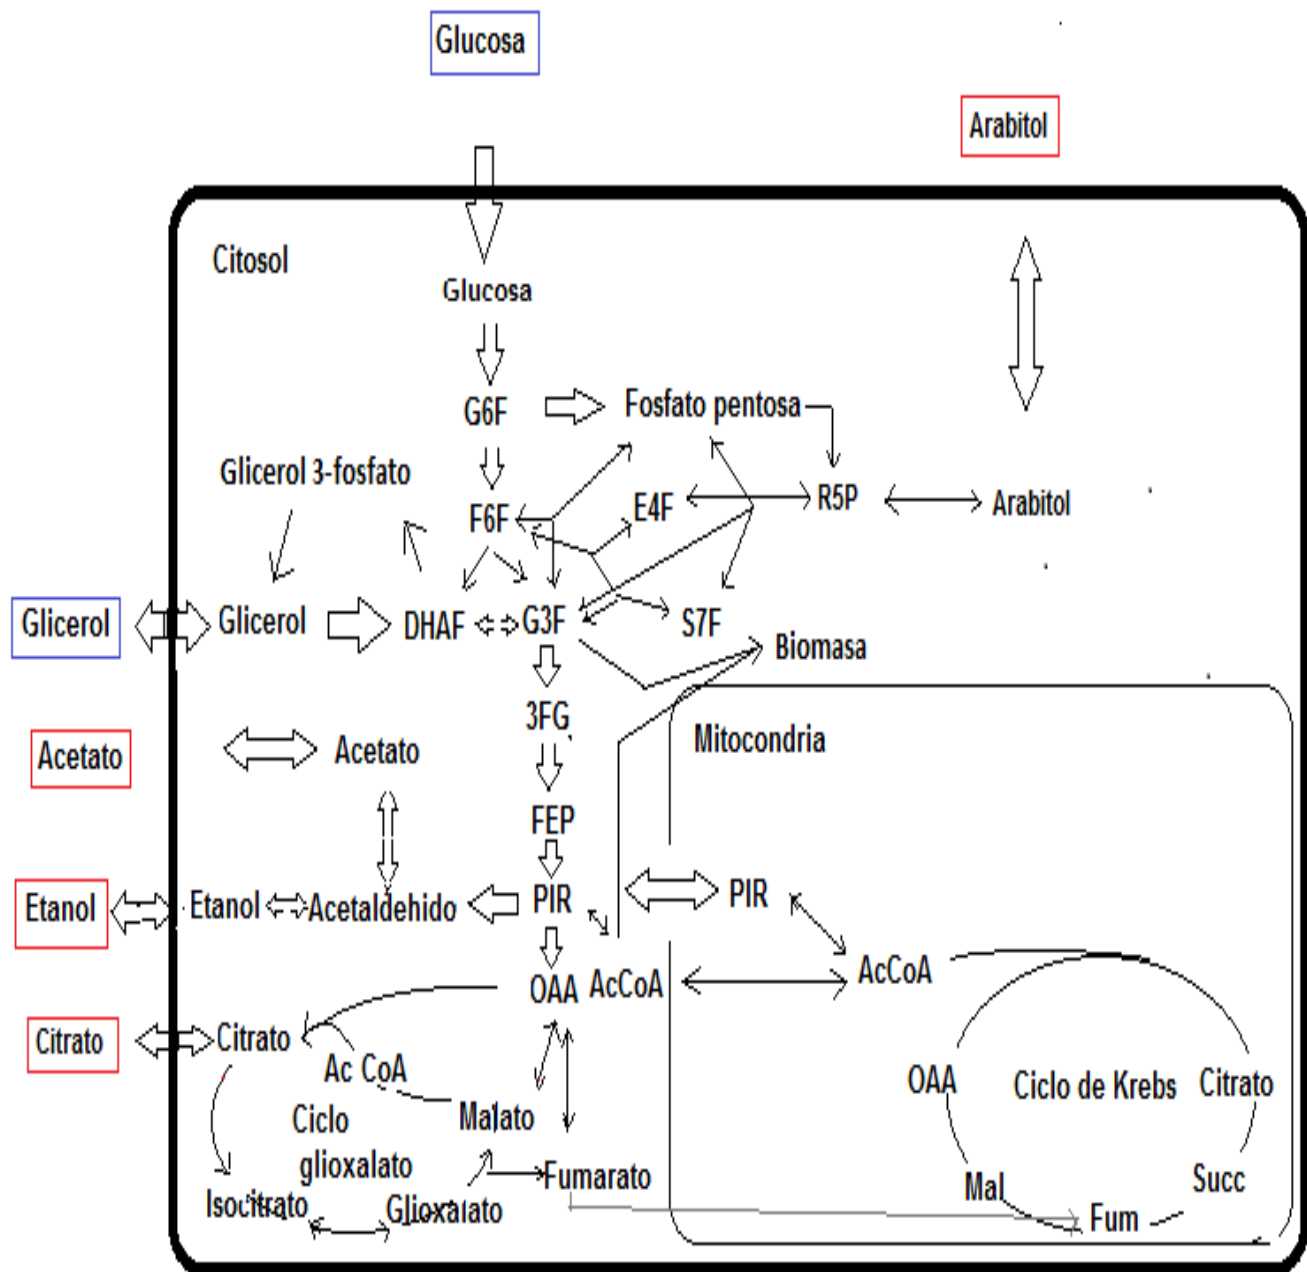 Glucosa
Arabitol
Citosol
Glucosa
G6F
Fosfato pentosa
Glicerol 3-fosfato
F6F
E4F
R5P
Arabitol
Glicerol
Glicerol
DHAF
G3F
S7F
Biomasa
3FG
Mitocondria
Acetato
Acetato
FEP
Etanol
Etanol
Acetaldehido
PIR
PIR
OAA
AcCoA
AcCoA
Citrato
Citrato
Ac CoA
OAA
Ciclo de Krebs
Citrato
Ciclo
glioxalato
Malato
Fumarato
Isocitrato
Glioxalato
Mal
Fum
Succ